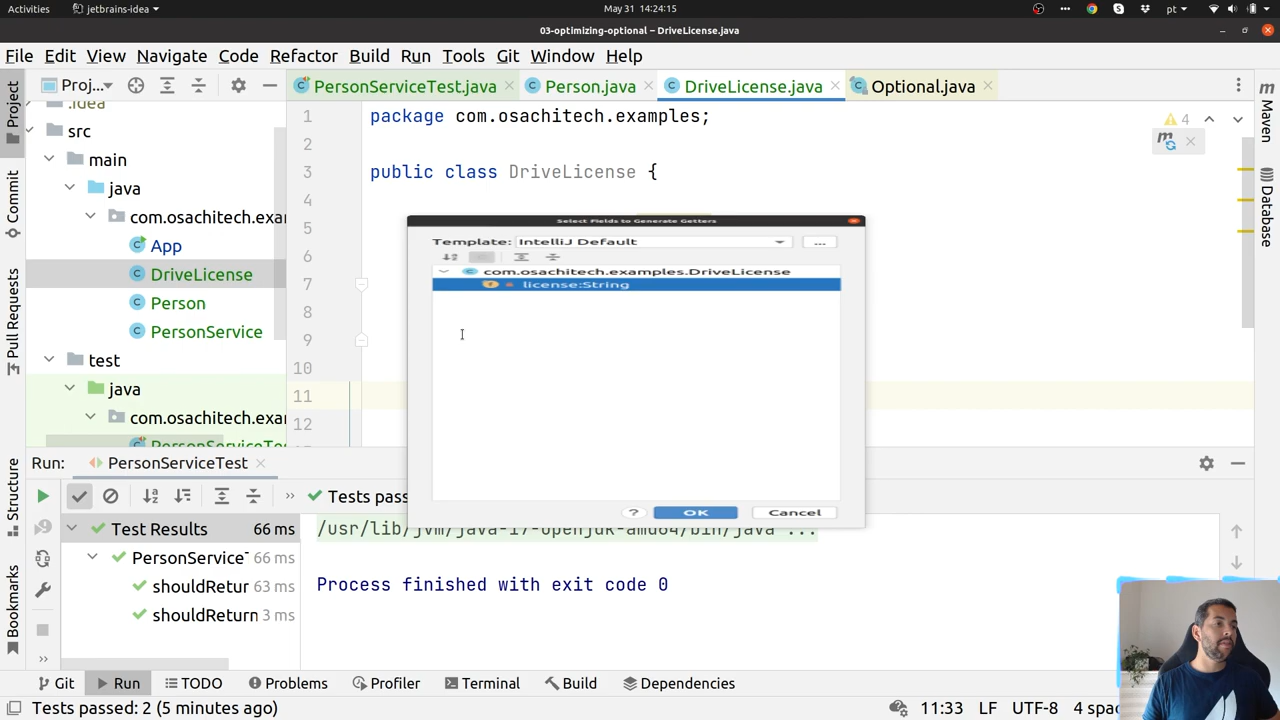 Activities jetbrains-idea May 31 14:24:15 pt
03-optimizing-optional – DriveLicense.java
File Edit View Navigate Code Refactor Build Run Tools Git Window Help
Proj... PersonServiceTest.java Person.java DriveLicense.java Optional.java
.idea
src
main
java
com.osachitech.exa
App
DriveLicense
Person
PersonService
test
java
com.osachitech.exa
PersonServiceTe
1 package com.osachitech.examples;
2
3 public class DriveLicense {
4
5
6
7
8
9
10
11
12
4
Select Fields to Generate Getters
Template: IntelliJ Default ...
com.osachitech.examples.DriveLicense
license:String
? OK Cancel
Project
Commit
Pull Requests
Structure
Bookmarks
Maven
Database
Run: PersonServiceTest
Tests pass
Test Results 66 ms
PersonService 66 ms
shouldRetur 63 ms
shouldReturn 3 ms
/usr/lib/jvm/java-17-openjdk-amd64/bin/java ...
Process finished with exit code 0
Git Run TODO Problems Profiler Terminal Build Dependencies
Tests passed: 2 (5 minutes ago) 11:33 LF UTF-8 4 spac